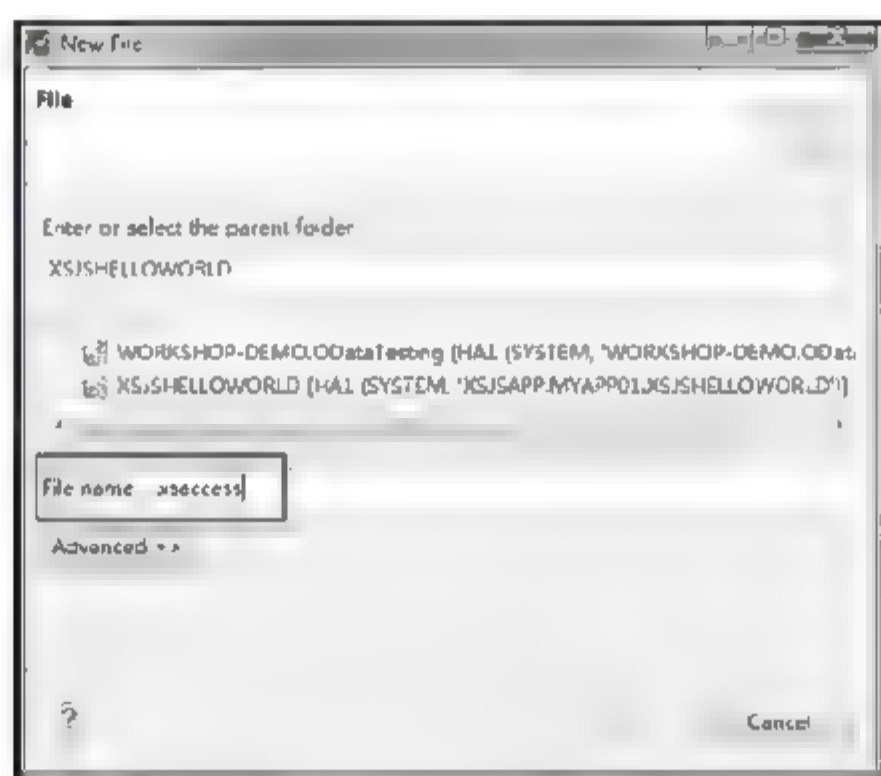 New File
File
Enter or select the parent folder
XSJSHELLOWORLD
WORKSHOP-DEMO.ODataTesting [HA1 (SYSTEM, 'WORKSHOP-DEMO.OData
XSJSHELLOWORLD [HA1 (SYSTEM, 'XSJSAPP.MYAPP01.XSJSHELLOWORLD')]
File name xsaccess
Advanced >>
?
Cancel